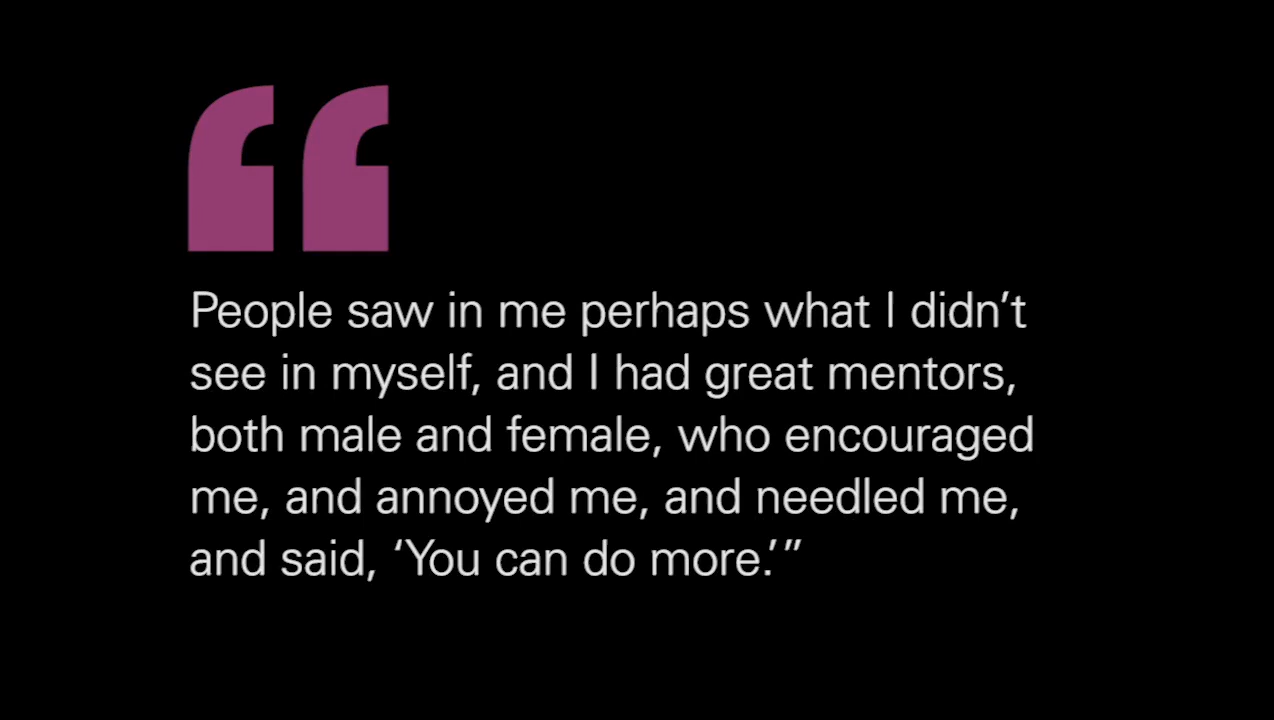 “
People saw in me perhaps what I didn’t
see in myself, and I had great mentors,
both male and female, who encouraged
me, and annoyed me, and needled me,
and said, ‘You can do more.’”